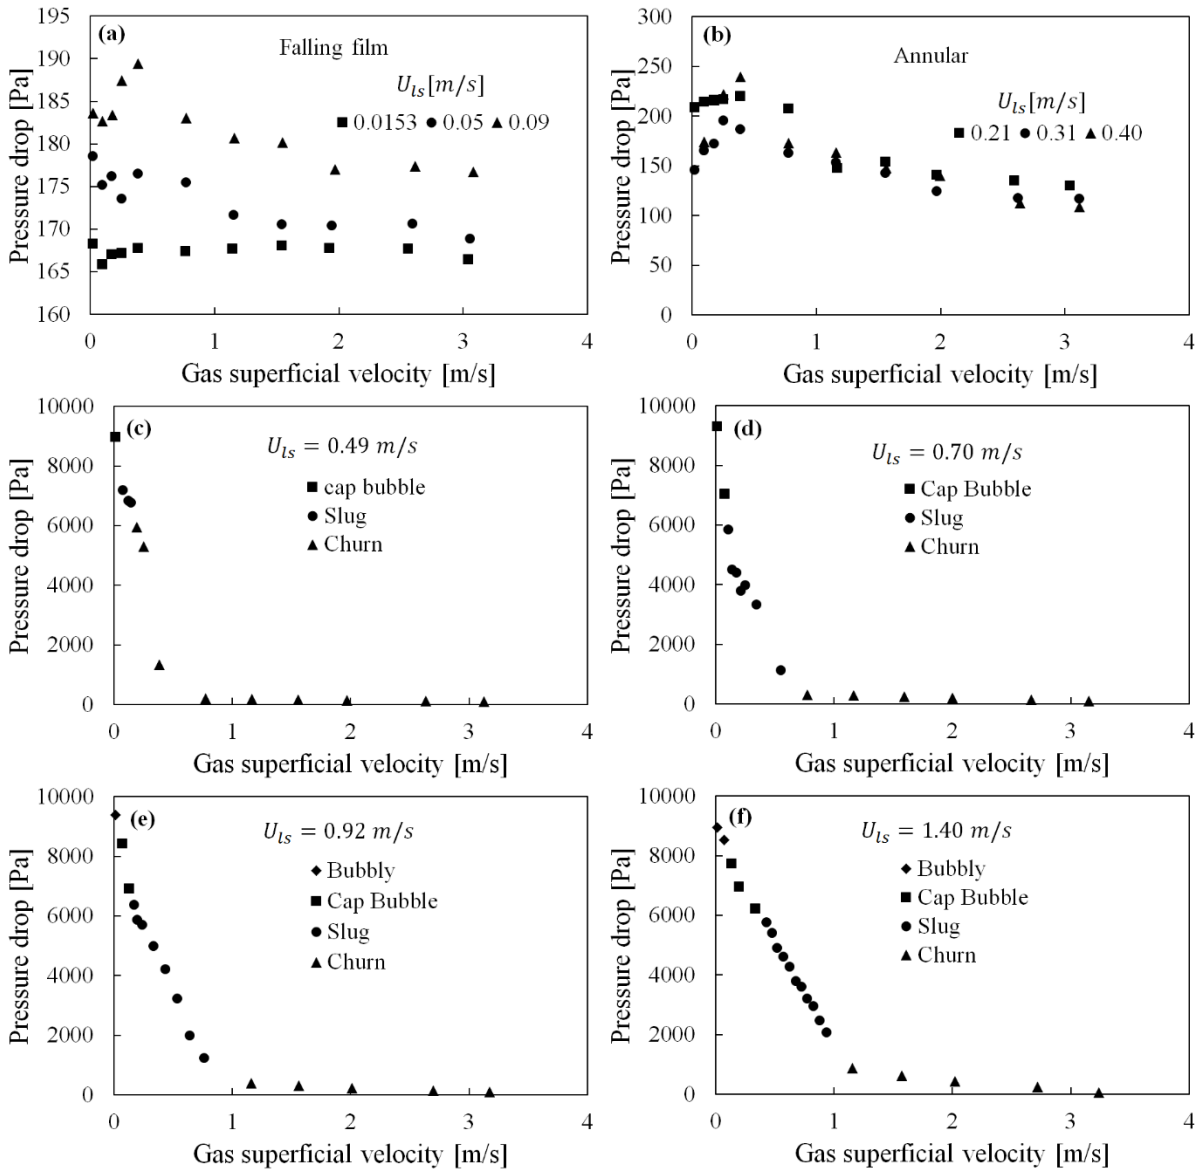 (a)
Falling film
U_ls[m/s]
■ 0.0153 ● 0.05 ▲ 0.09
Pressure drop [Pa]
195
190
185
180
175
170
165
160
0 1 2 3 4
Gas superficial velocity [m/s]
(b)
Annular
U_ls[m/s]
■ 0.21 ● 0.31 ▲ 0.40
Pressure drop [Pa]
300
250
200
150
100
50
0
0 1 2 3 4
Gas superficial velocity [m/s]
(c)
U_ls = 0.49 m/s
■ cap bubble
● Slug
▲ Churn
Pressure drop [Pa]
10000
8000
6000
4000
2000
0
0 1 2 3 4
Gas superficial velocity [m/s]
(d)
U_ls = 0.70 m/s
■ Cap Bubble
● Slug
▲ Churn
Pressure drop [Pa]
10000
8000
6000
4000
2000
0
0 1 2 3 4
Gas superficial velocity [m/s]
(e)
U_ls = 0.92 m/s
◆ Bubbly
■ Cap Bubble
● Slug
▲ Churn
Pressure drop [Pa]
10000
8000
6000
4000
2000
0
0 1 2 3 4
Gas superficial velocity [m/s]
(f)
U_ls = 1.40 m/s
◆ Bubbly
■ Cap Bubble
● Slug
▲ Churn
Pressure drop [Pa]
10000
8000
6000
4000
2000
0
0 1 2 3 4
Gas superficial velocity [m/s]